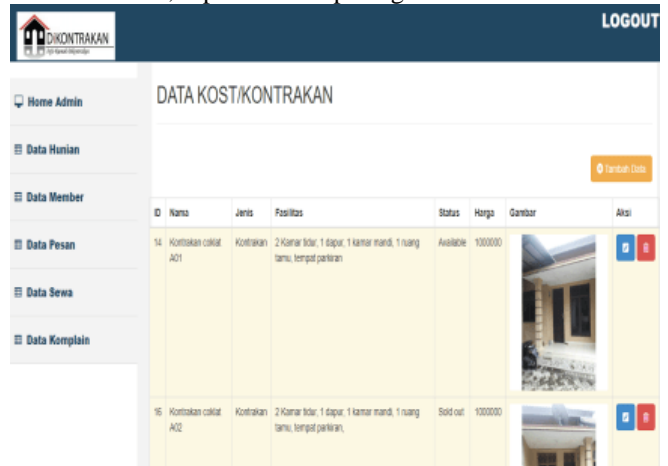 LOGOUT
DIKONTRAKAN
Home Admin
Data Hunian
Data Member
Data Pesan
Data Sewa
Data Komplain
DATA KOST/KONTRAKAN
Tambah Data
ID Nama Jenis Fasilitas Status Harga Gambar Aksi
14 Kontrakan coklat Kontrakan 2 Kamar tidur, 1 dapur, 1 kamar mandi, 1 ruang Available 1000000
A01 tamu, tempat parkiran
16 Kontrakan coklat Kontrakan 2 Kamar tidur, 1 dapur, 1 kamar mandi, 1 ruang Sold out 1000000
A02 tamu, tempat parkiran,